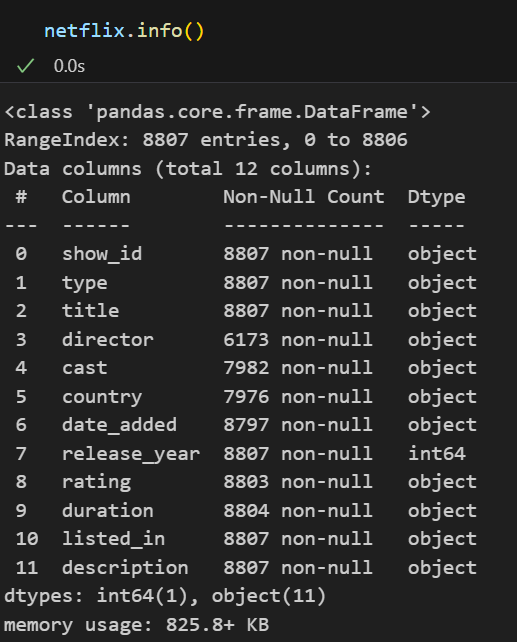 netflix.info()
0.0s
<class 'pandas.core.frame.DataFrame'>
RangeIndex: 8807 entries, 0 to 8806
Data columns (total 12 columns):
 #   Column        Non-Null Count  Dtype
---  ------        --------------  -----
 0   show_id       8807 non-null   object
 1   type          8807 non-null   object
 2   title         8807 non-null   object
 3   director      6173 non-null   object
 4   cast          7982 non-null   object
 5   country       7976 non-null   object
 6   date_added    8797 non-null   object
 7   release_year  8807 non-null   int64
 8   rating        8803 non-null   object
 9   duration      8804 non-null   object
 10  listed_in     8807 non-null   object
 11  description   8807 non-null   object
dtypes: int64(1), object(11)
memory usage: 825.8+ KB